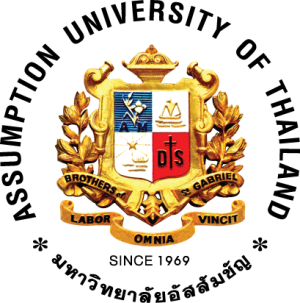 ASSUMPTION UNIVERSITY OF THAILAND
A M
D S
BROTHERS of St GABRIEL
LABOR OMNIA VINCIT
SINCE 1969
* มหาวิทยาลัยอัสสัมชัญ *